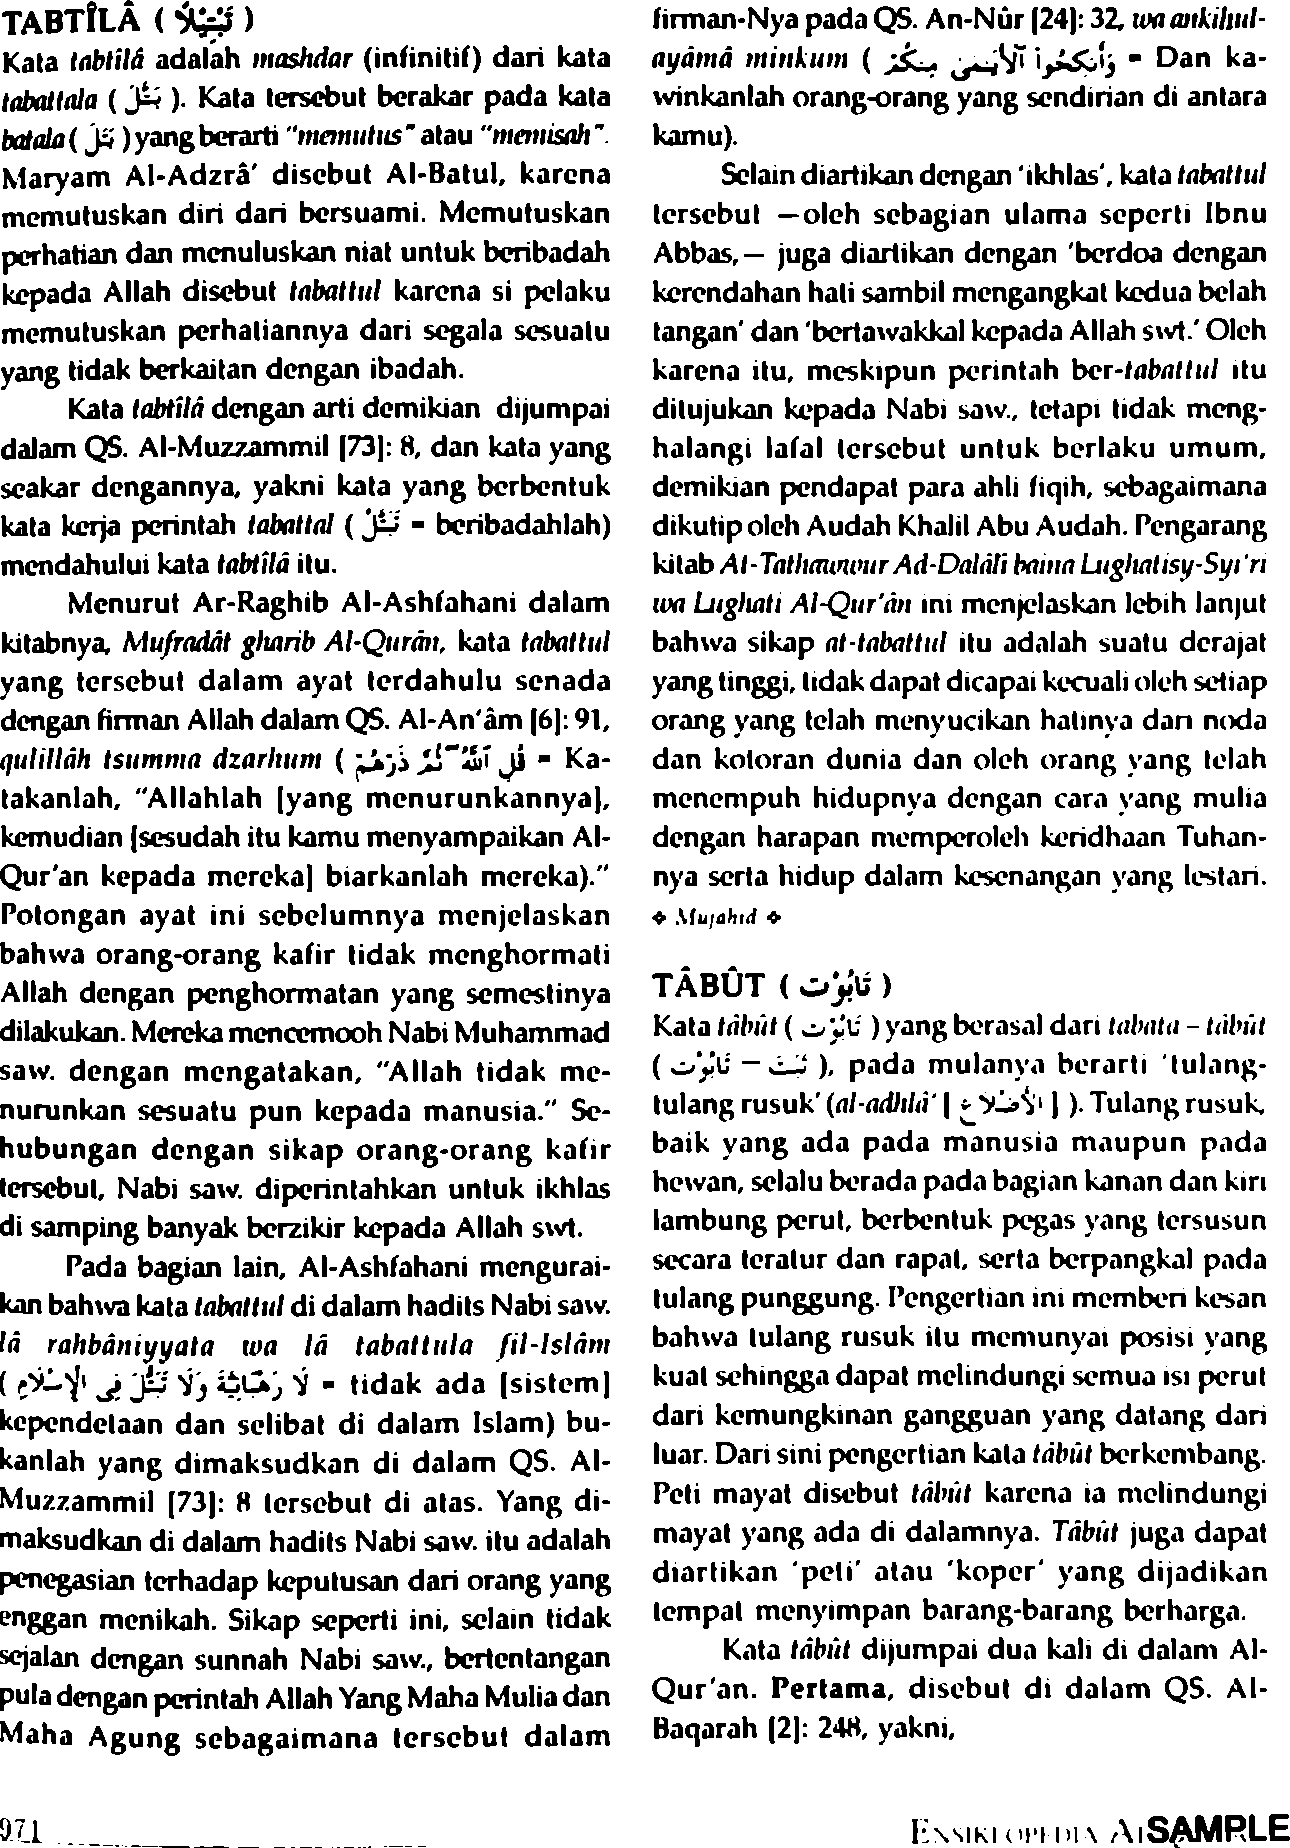 TABTÎLÂ ( تَبْتِيْلًا )
Kata tabtîlâ adalah mashdar (infinitif) dari kata
tabattala ( تَبَتَّلَ ). Kata tersebut berakar pada kata
batala ( بَتَلَ ) yang berarti “memutus” atau “memisah”.
Maryam Al-Adzrâ' disebut Al-Batul, karena
memutuskan diri dari bersuami. Memutuskan
perhatian dan menuluskan niat untuk beribadah
kepada Allah disebut tabattul karena si pelaku
memutuskan perhatiannya dari segala sesuatu
yang tidak berkaitan dengan ibadah.
Kata tabtîlâ dengan arti demikian dijumpai
dalam QS. Al-Muzzammil [73]: 8, dan kata yang
seakar dengannya, yakni kata yang berbentuk
kata kerja perintah tabattal ( تَبَتَّلْ = beribadahlah)
mendahului kata tabtîlâ itu.
Menurut Ar-Raghib Al-Ashfahani dalam
kitabnya, Mufradât gharib Al-Qurân, kata tabattul
yang tersebut dalam ayat terdahulu senada
dengan firman Allah dalam QS. Al-An'âm [6]: 91,
qulillâh tsumma dzarhum ( قُلِ ٱللَّهُ ثُمَّ ذَرْهُمْ = Ka-
takanlah, “Allahlah [yang menurunkannya],
kemudian [sesudah itu kamu menyampaikan Al-
Qur'an kepada mereka] biarkanlah mereka).”
Potongan ayat ini sebelumnya menjelaskan
bahwa orang-orang kafir tidak menghormati
Allah dengan penghormatan yang semestinya
dilakukan. Mereka mencemooh Nabi Muhammad
saw. dengan mengatakan, “Allah tidak me-
nurunkan sesuatu pun kepada manusia.” Se-
hubungan dengan sikap orang-orang kafir
tersebut, Nabi saw. diperintahkan untuk ikhlas
di samping banyak berzikir kepada Allah swt.
Pada bagian lain, Al-Ashfahani mengurai-
kan bahwa kata tabattul di dalam hadits Nabi saw.
lâ rahbâniyyata wa lâ tabattula fil-Islâm
( لَا رَهْبَانِيَّةَ وَلَا تَبَتُّلَ فِي الْإِسْلَامِ = tidak ada [sistem]
kependetaan dan selibat di dalam Islam) bu-
kanlah yang dimaksudkan di dalam QS. Al-
Muzzammil [73]: 8 tersebut di atas. Yang di-
maksudkan di dalam hadits Nabi saw. itu adalah
penegasian terhadap keputusan dari orang yang
enggan menikah. Sikap seperti ini, selain tidak
sejalan dengan sunnah Nabi saw., bertentangan
pula dengan perintah Allah Yang Maha Mulia dan
Maha Agung sebagaimana tersebut dalam
firman-Nya pada QS. An-Nûr [24]: 32, wa ankihul-
ayâmâ minkum ( وَأَنكِحُوا ٱلْأَيَـٰمَىٰ مِنكُمْ = Dan ka-
winkanlah orang-orang yang sendirian di antara
kamu).
Selain diartikan dengan ‘ikhlas’, kata tabattul
tersebut —oleh sebagian ulama seperti Ibnu
Abbas,— juga diartikan dengan ‘berdoa dengan
kerendahan hati sambil mengangkat kedua belah
tangan’ dan ‘bertawakkal kepada Allah swt.’ Oleh
karena itu, meskipun perintah ber-tabattul itu
ditujukan kepada Nabi saw., tetapi tidak meng-
halangi lafal tersebut untuk berlaku umum,
demikian pendapat para ahli fiqih, sebagaimana
dikutip oleh Audah Khalil Abu Audah. Pengarang
kitab At-Tathawwur Ad-Dalâli baina Lughatisy-Syi'ri
wa Lughati Al-Qur'ân ini menjelaskan lebih lanjut
bahwa sikap at-tabattul itu adalah suatu derajat
yang tinggi, tidak dapat dicapai kecuali oleh setiap
orang yang telah menyucikan hatinya dari noda
dan kotoran dunia dan oleh orang yang telah
menempuh hidupnya dengan cara yang mulia
dengan harapan memperoleh keridhaan Tuhan-
nya serta hidup dalam kesenangan yang lestari.
❖ Mujahid ❖
TÂBÛT ( تَابُوْت )
Kata tâbût ( تَابُوْت ) yang berasal dari tabata – tâbût
( تَبَتَ – تَابُوْت ), pada mulanya berarti ‘tulang-
tulang rusuk’ (al-adhlâ' [ الْأَضْلَاع ] ). Tulang rusuk,
baik yang ada pada manusia maupun pada
hewan, selalu berada pada bagian kanan dan kiri
lambung perut, berbentuk pegas yang tersusun
secara teratur dan rapat, serta berpangkal pada
tulang punggung. Pengertian ini memberi kesan
bahwa tulang rusuk itu memunyai posisi yang
kuat sehingga dapat melindungi semua isi perut
dari kemungkinan gangguan yang datang dari
luar. Dari sini pengertian kata tâbût berkembang.
Peti mayat disebut tâbût karena ia melindungi
mayat yang ada di dalamnya. Tâbût juga dapat
diartikan ‘peti’ atau ‘koper’ yang dijadikan
tempat menyimpan barang-barang berharga.
Kata tâbût dijumpai dua kali di dalam Al-
Qur'an. Pertama, disebut di dalam QS. Al-
Baqarah [2]: 248, yakni,
971
ENSIKLOPEDIA Al SAMPLE